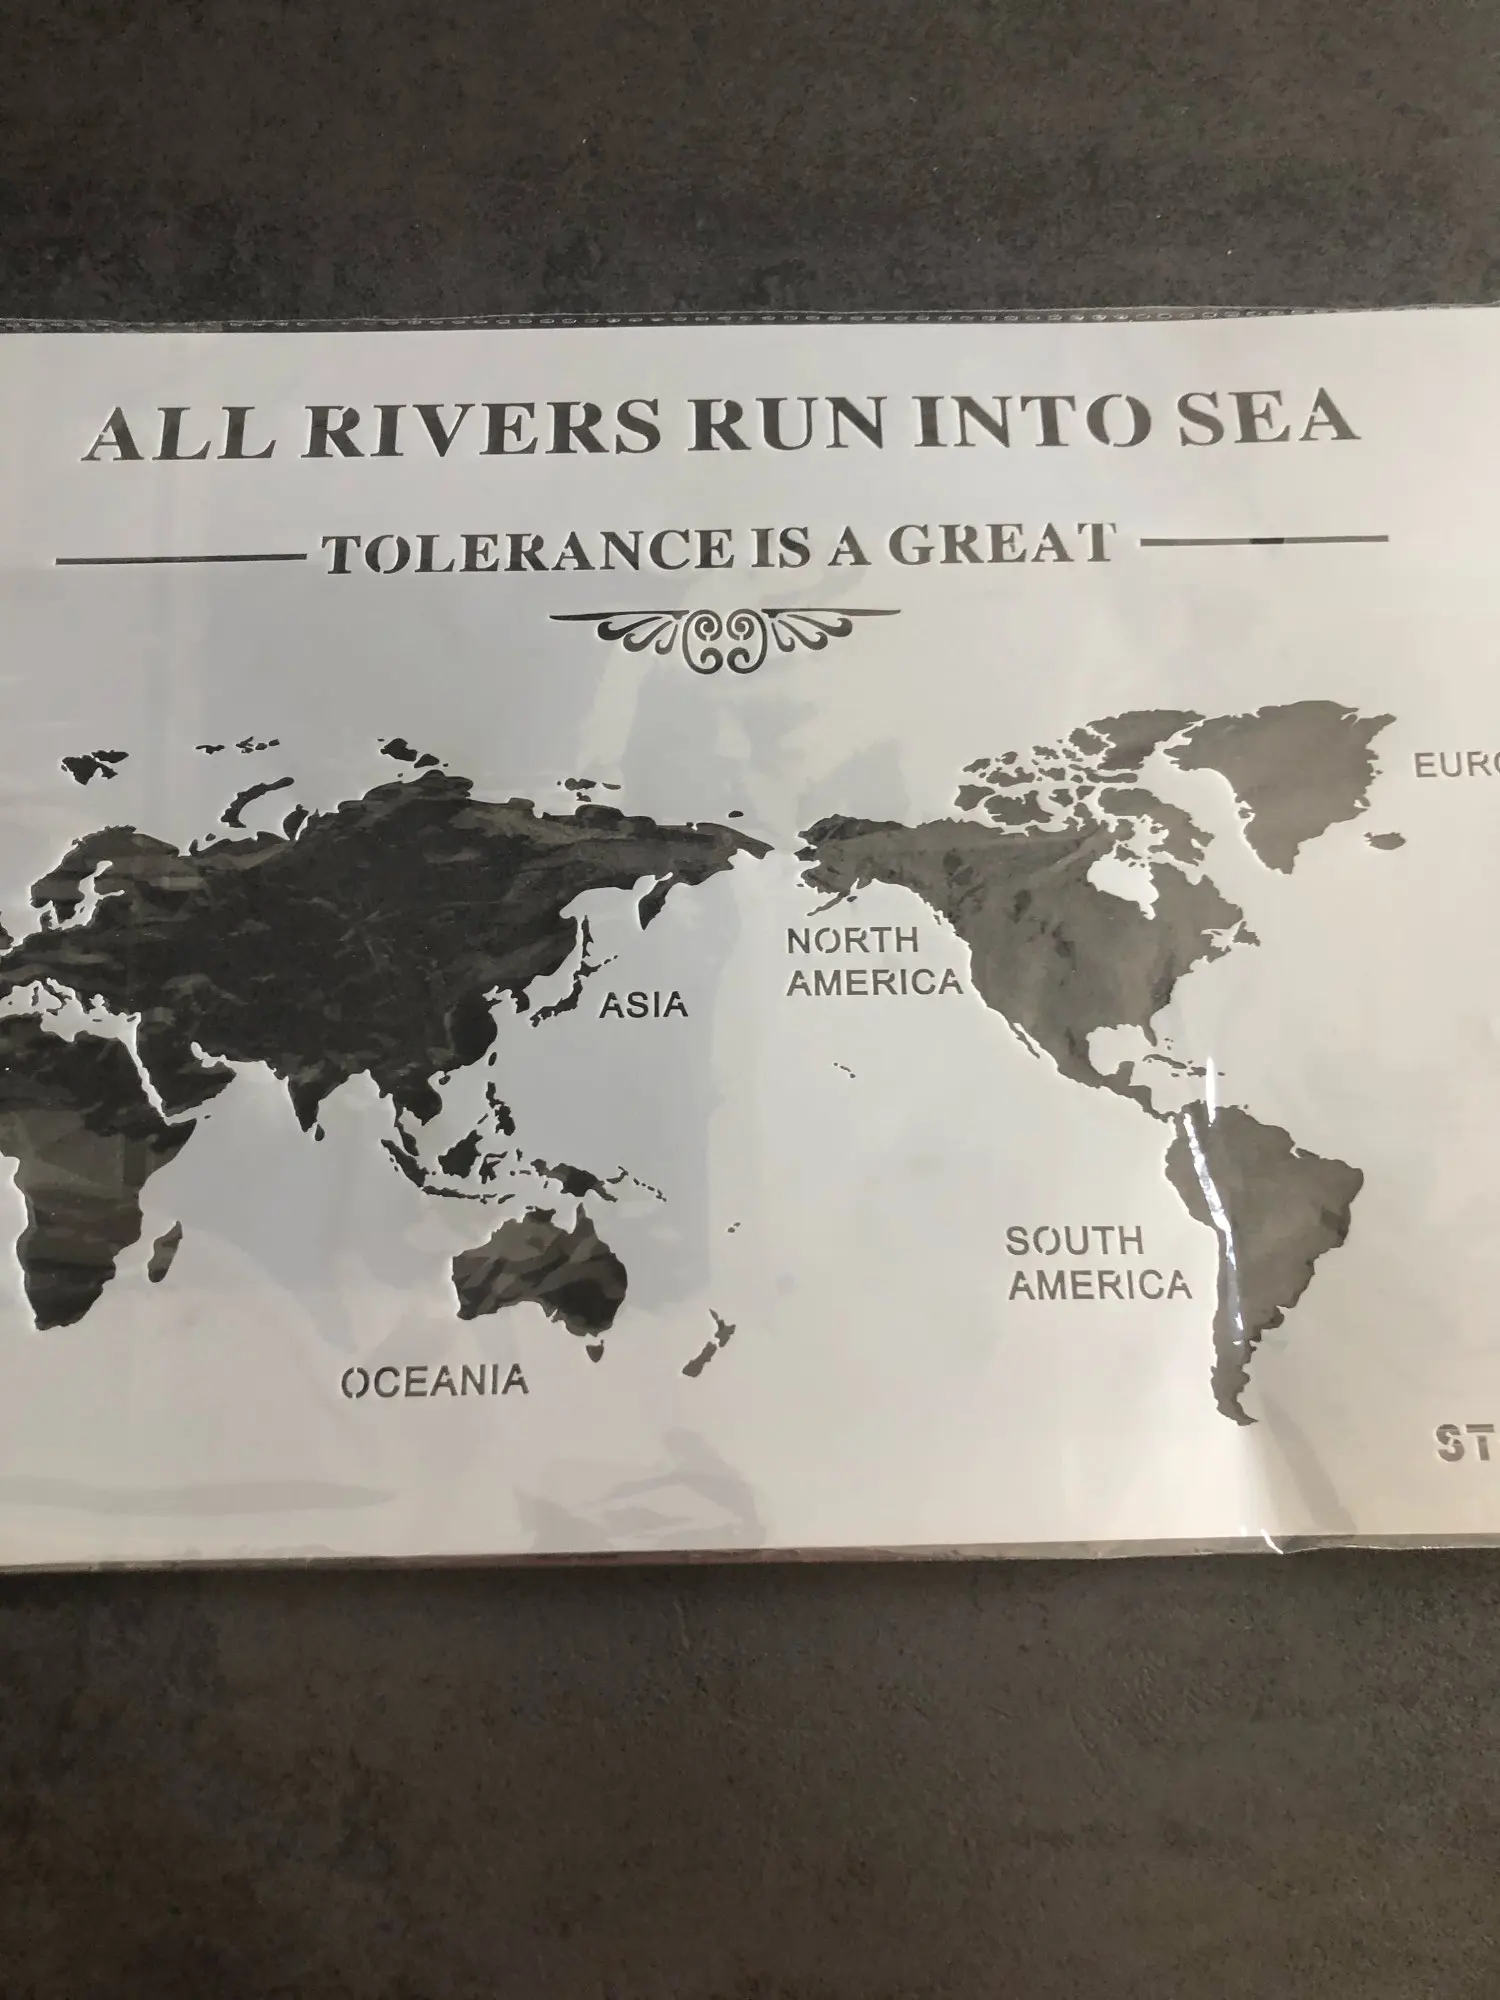 ALL RIVERS RUN INTO SEA
TOLERANCE IS A GREAT
NORTH
AMERICA
ASIA
SOUTH
AMERICA
OCEANIA